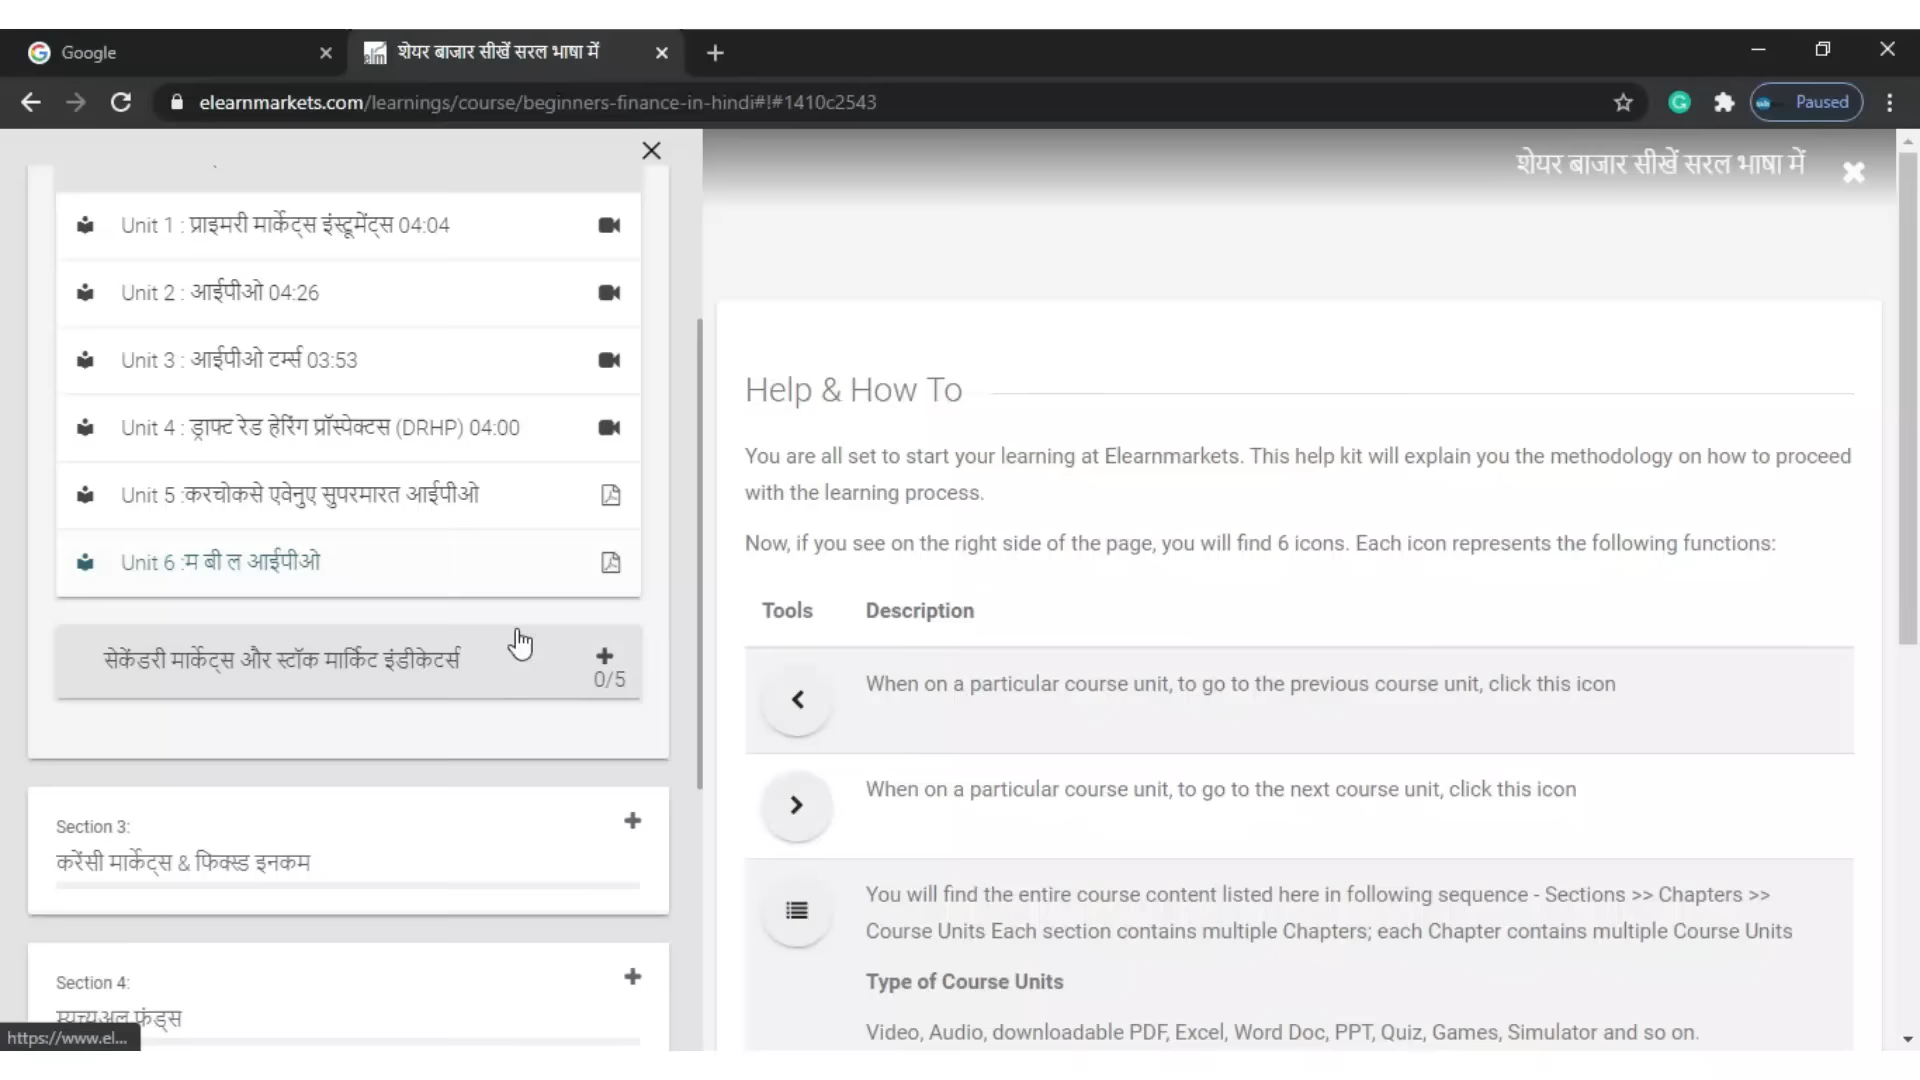 Google
शेयर बाजार सीखें सरल भाषा में
elearnmarkets.com/learnings/course/beginners-finance-in-hindi#!#1410c2543
Paused
शेयर बाजार सीखें सरल भाषा में
Unit 1 : प्राइमरी मार्केट्स इंस्ट्रूमेंट्स 04:04
Unit 2 : आईपीओ 04:26
Unit 3 : आईपीओ टर्म्स 03:53
Unit 4 : ड्राफ्ट रेड हेरिंग प्रॉस्पेक्टस (DRHP) 04:00
Unit 5 :करचोकसे एवेनुए सुपरमारत आईपीओ
Unit 6 :म बी ल आईपीओ
सेकेंडरी मार्केट्स और स्टॉक मार्किट इंडीकेटर्स
0/5
Section 3:
करेंसी मार्केट्स & फिक्स्ड इनकम
Section 4:
म्यूच्यूअल फंड्स
https://www.el...
Help & How To
You are all set to start your learning at Elearnmarkets. This help kit will explain you the methodology on how to proceed
with the learning process.
Now, if you see on the right side of the page, you will find 6 icons. Each icon represents the following functions:
Tools Description
When on a particular course unit, to go to the previous course unit, click this icon
When on a particular course unit, to go to the next course unit, click this icon
You will find the entire course content listed here in following sequence - Sections >> Chapters >>
Course Units Each section contains multiple Chapters; each Chapter contains multiple Course Units
Type of Course Units
Video, Audio, downloadable PDF, Excel, Word Doc, PPT, Quiz, Games, Simulator and so on.